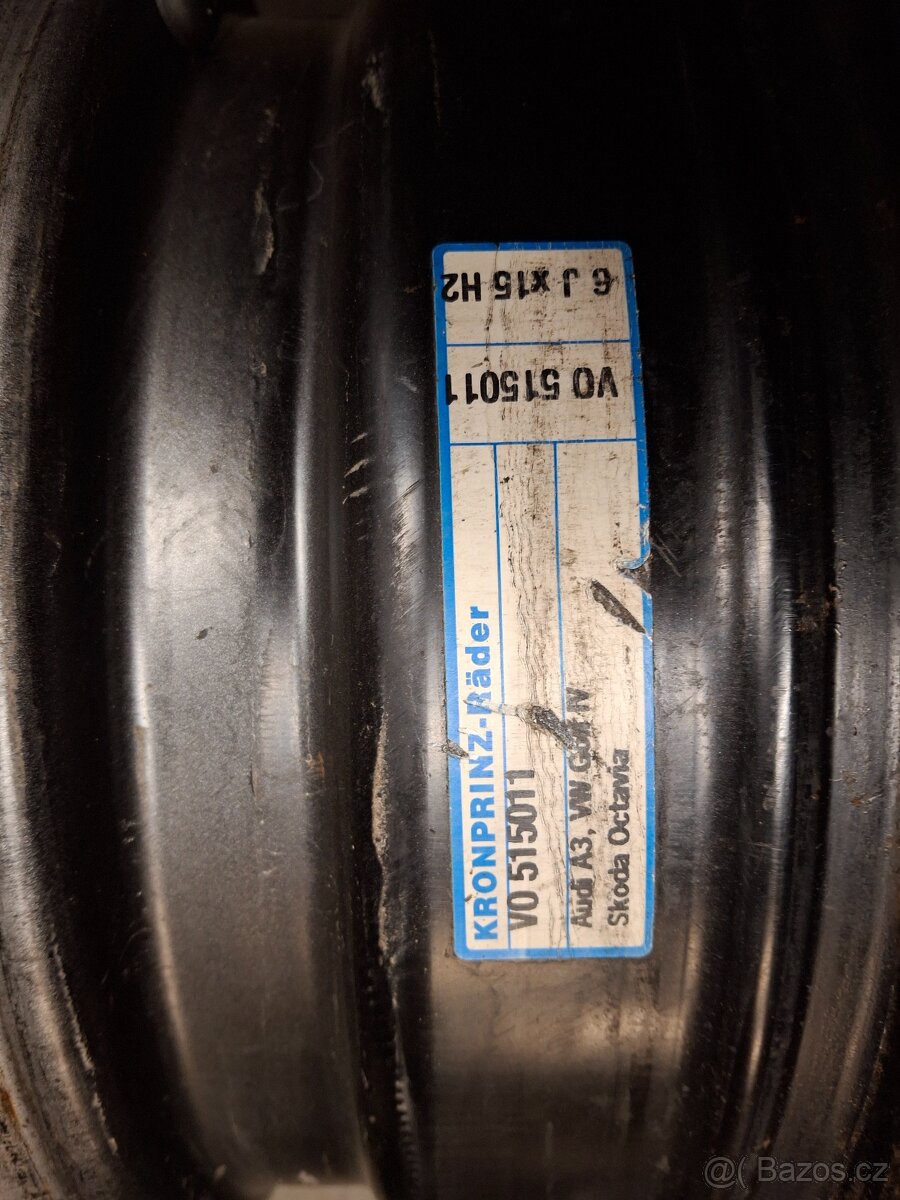 KRONPRINZ-Räder
VO 515011
Audi A3, VW Golf IV
Skoda Octavia
VO 515011
6 J x15 H2
@( Bazos.cz